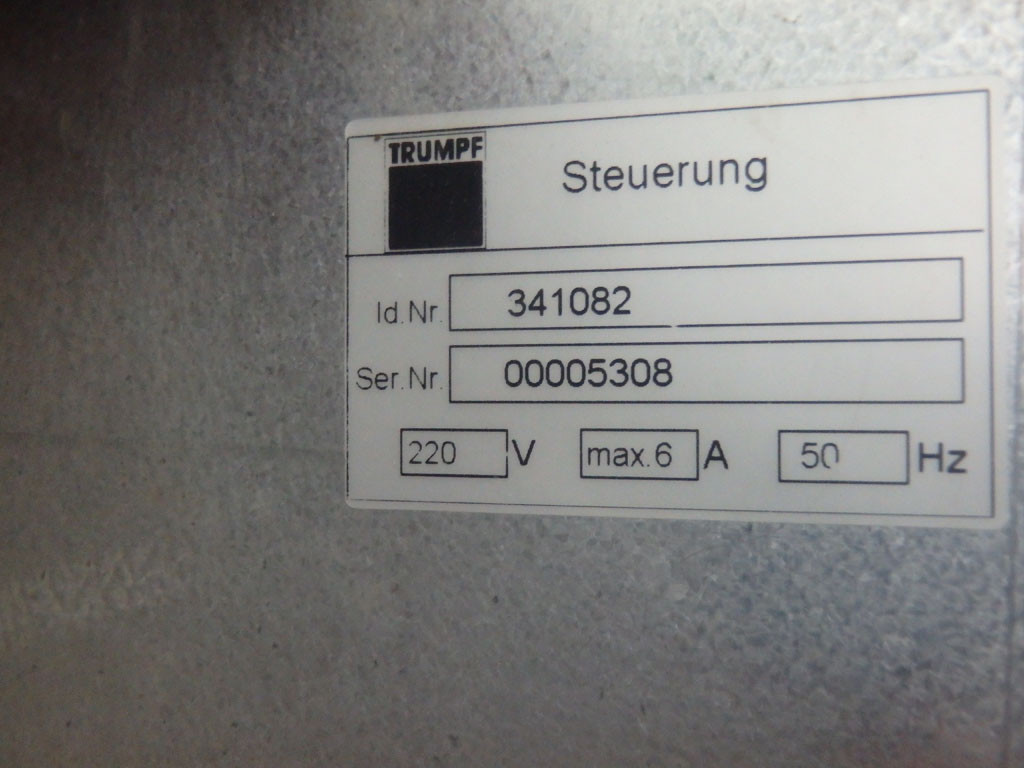 TRUMPF
Steuerung
Id.Nr. 341082
Ser.Nr. 00005308
220 V max.6 A 50 Hz